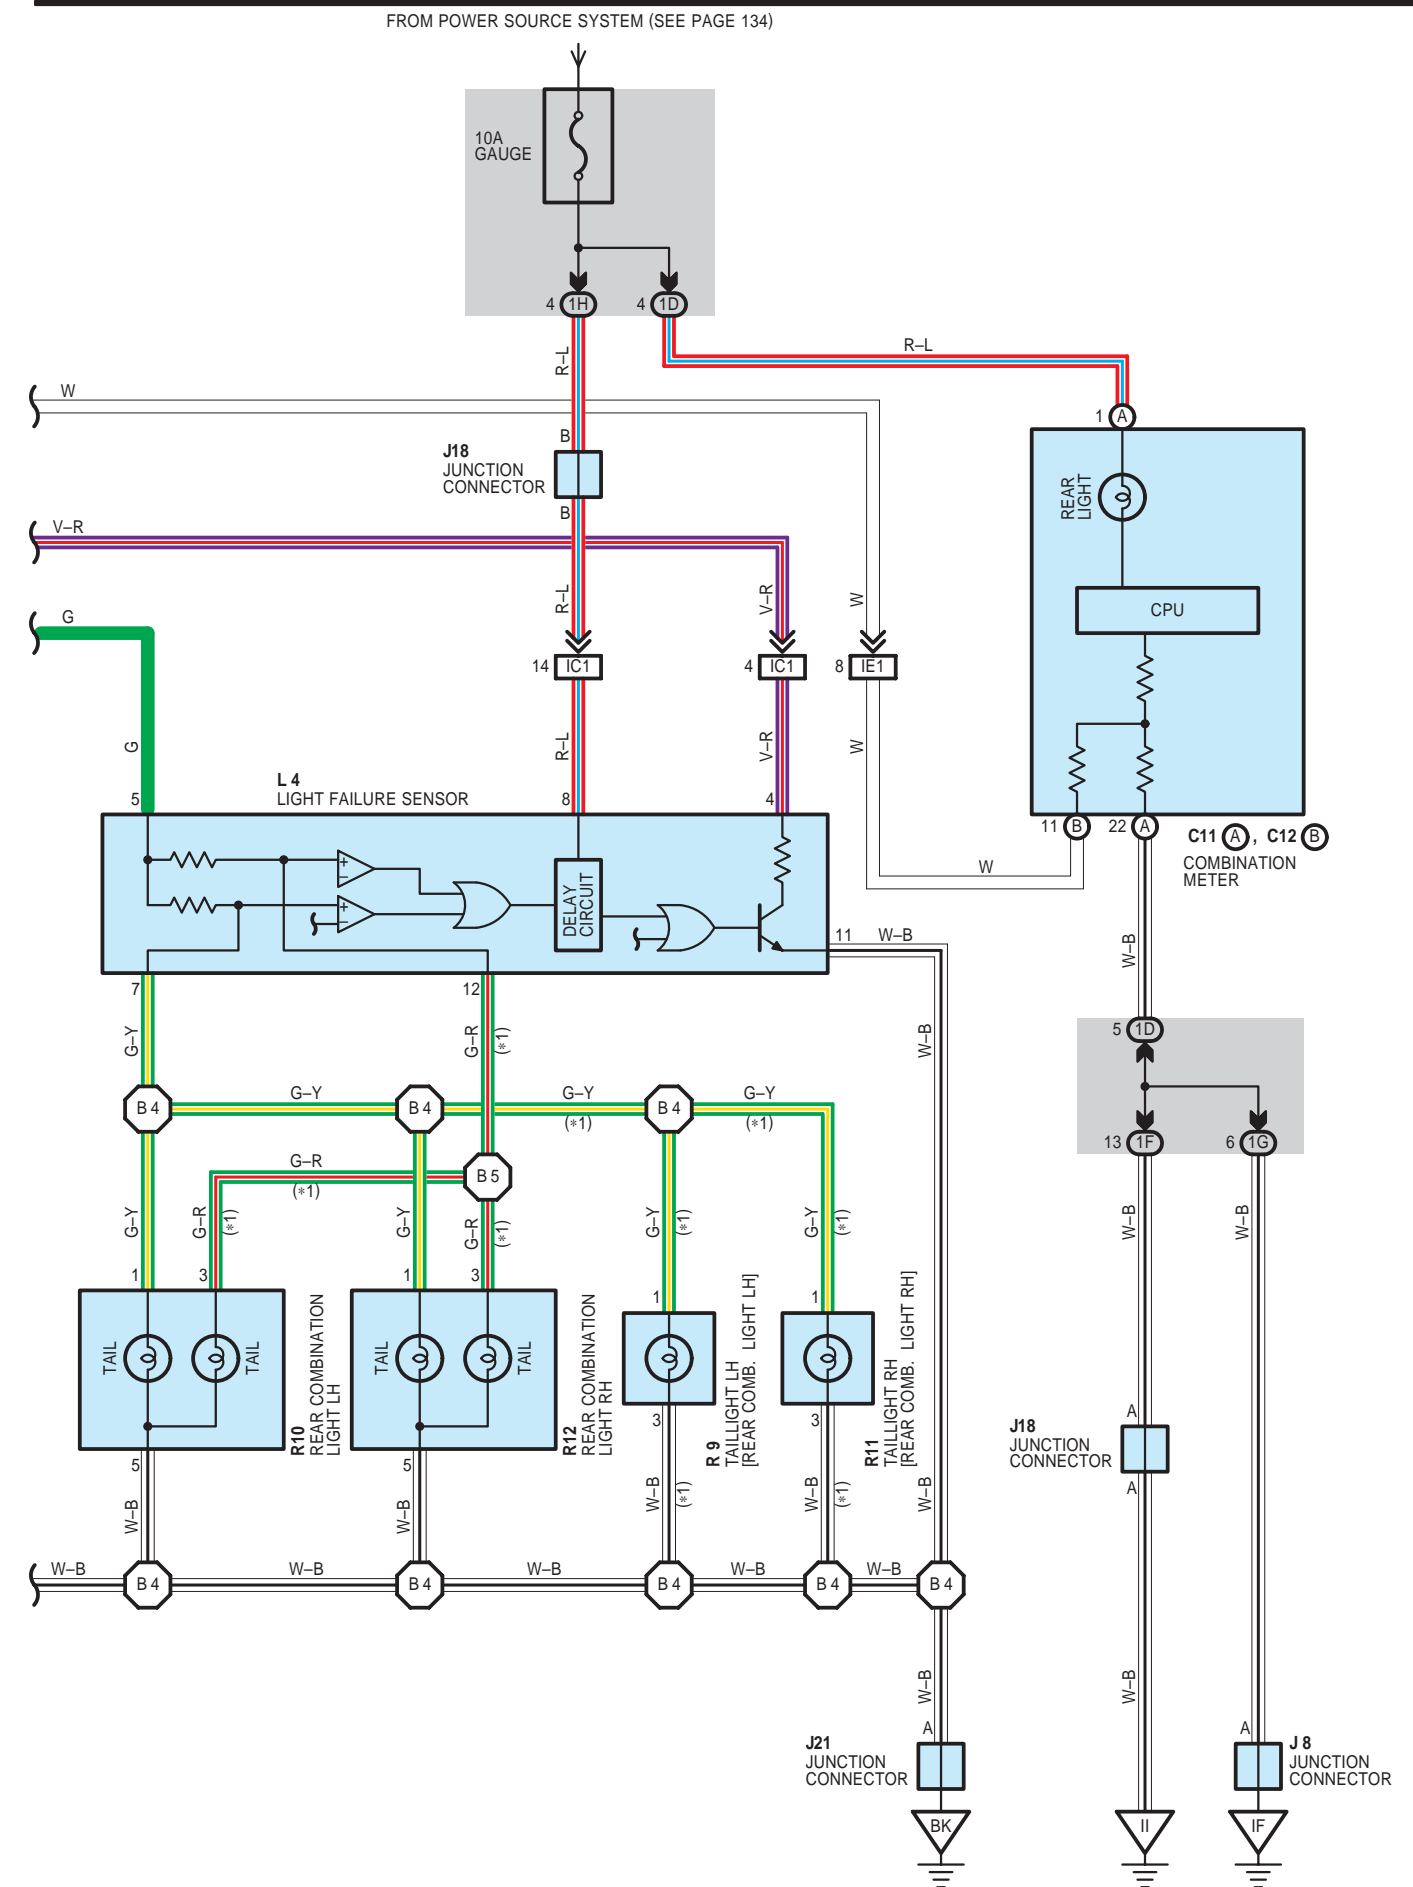 FROM POWER SOURCE SYSTEM (SEE PAGE 134)
10A
GAUGE
4 1H
4 1D
R–L
R–L
W
1 A
B
J18
JUNCTION
CONNECTOR
B
REAR
LIGHT
V–R
R–L
V–R
W
CPU
G
14 IC1
4 IC1
8 IE1
G
R–L
V–R
W
L 4
LIGHT FAILURE SENSOR
5
8
4
11 B
22 A
C11 A , C12 B
COMBINATION
METER
W
+
–
+
–
DELAY
CIRCUIT
11
W–B
W–B
7
12
G–Y
G–R
(*1)
W–B
5 1D
B 4
G–Y
B 4
G–Y
(*1)
B 4
G–Y
(*1)
13 1F
6 1G
G–R
(*1)
B 5
G–Y
G–R
(*1)
G–Y
G–R
(*1)
G–Y
(*1)
G–Y
(*1)
W–B
W–B
1
3
1
3
1
1
TAIL
TAIL
R10
REAR COMBINATION
LIGHT LH
TAIL
TAIL
R12
REAR COMBINATION
LIGHT RH
R 9
TAILLIGHT LH
[REAR COMB. LIGHT LH]
R11
TAILLIGHT RH
[REAR COMB. LIGHT RH]
3
3
A
J18
JUNCTION
CONNECTOR
A
5
5
W–B
W–B
W–B
(*1)
W–B
(*1)
W–B
W–B
B 4
W–B
B 4
W–B
B 4
W–B
B 4
W–B
B 4
W–B
W–B
A
J21
JUNCTION
CONNECTOR
A
J 8
JUNCTION
CONNECTOR
BK
II
IF